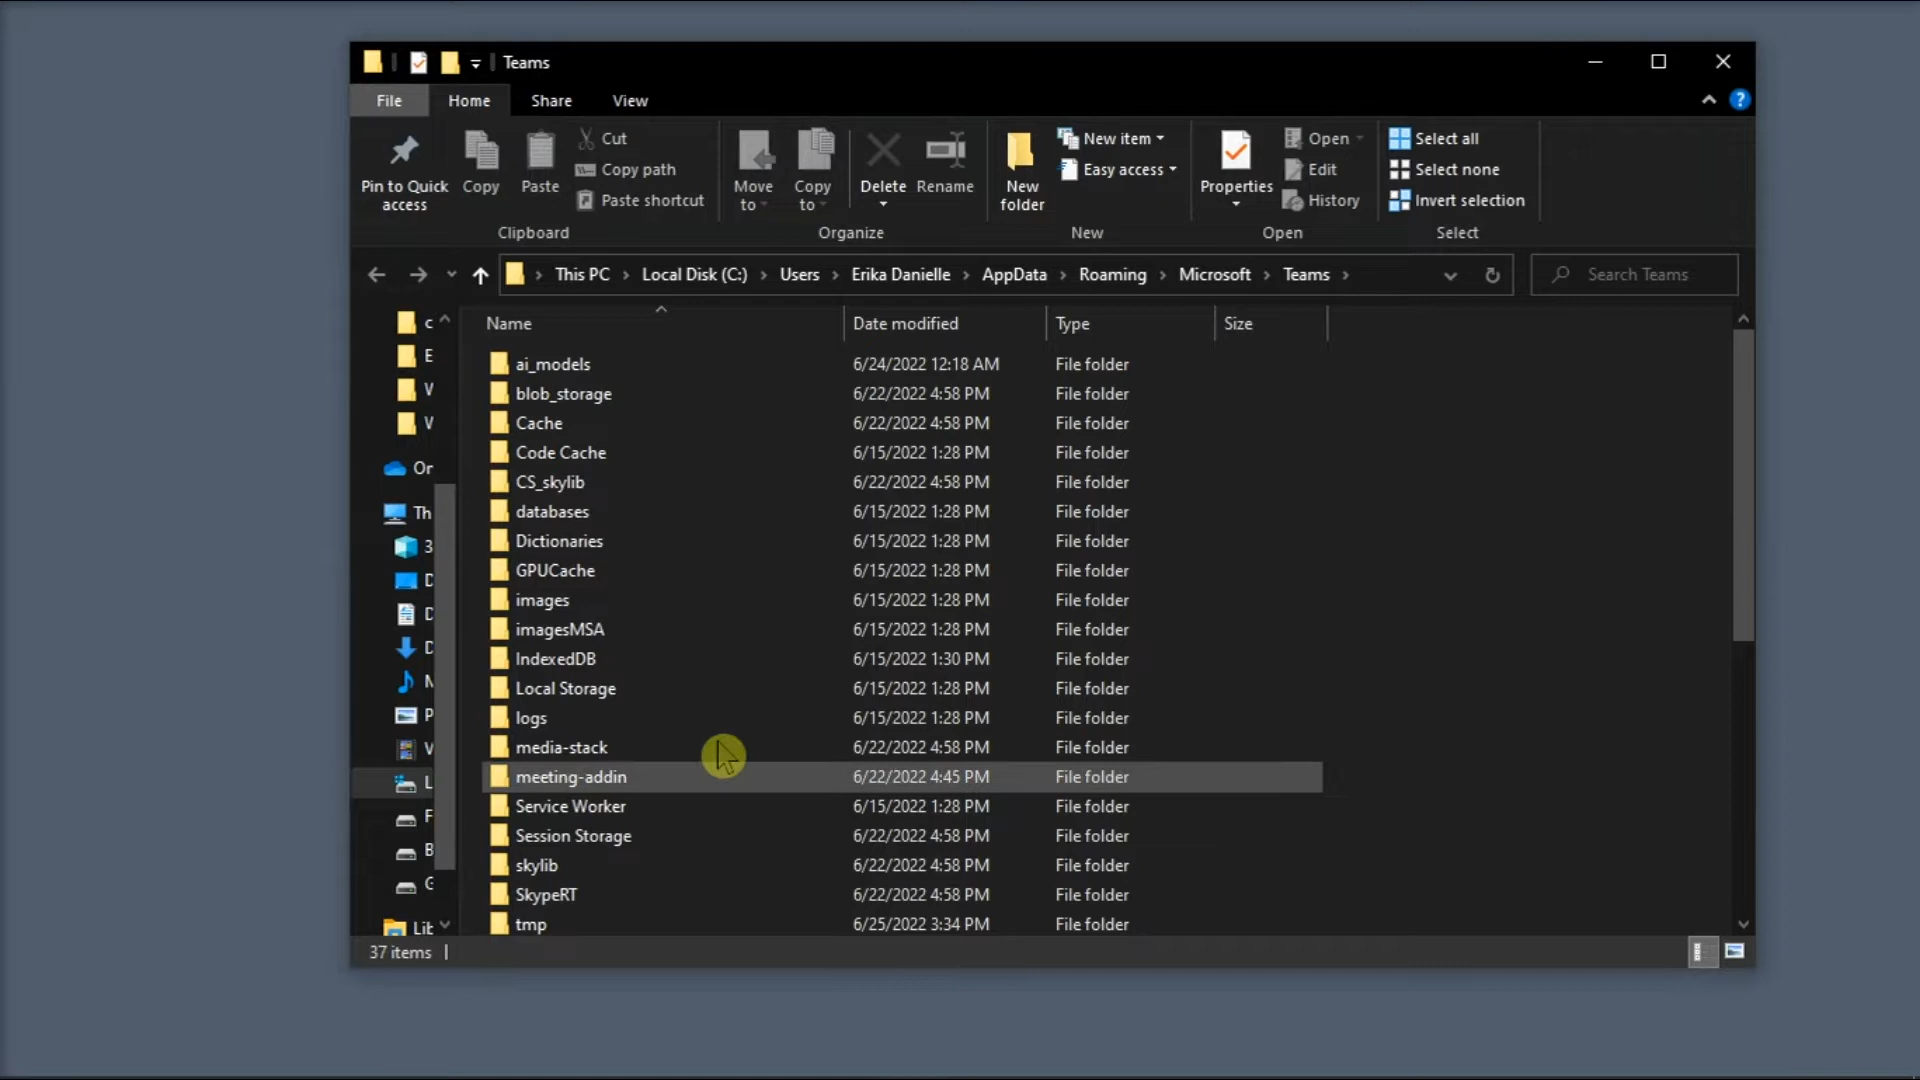 Teams
File Home Share View
Pin to Quick access
Copy
Paste
Cut
Copy path
Paste shortcut
Clipboard
Move to
Copy to
Delete
Rename
Organize
New folder
New item
Easy access
New
Properties
Open
Edit
History
Open
Select all
Select none
Invert selection
Select
This PC > Local Disk (C:) > Users > Erika Danielle > AppData > Roaming > Microsoft > Teams >
Search Teams
c
E
V
V
Or
Th
3
D
D
D
M
P
V
L
F
B
G
Lib
Name Date modified Type Size
ai_models 6/24/2022 12:18 AM File folder
blob_storage 6/22/2022 4:58 PM File folder
Cache 6/22/2022 4:58 PM File folder
Code Cache 6/15/2022 1:28 PM File folder
CS_skylib 6/22/2022 4:58 PM File folder
databases 6/15/2022 1:28 PM File folder
Dictionaries 6/15/2022 1:28 PM File folder
GPUCache 6/15/2022 1:28 PM File folder
images 6/15/2022 1:28 PM File folder
imagesMSA 6/15/2022 1:28 PM File folder
IndexedDB 6/15/2022 1:30 PM File folder
Local Storage 6/15/2022 1:28 PM File folder
logs 6/15/2022 1:28 PM File folder
media-stack 6/22/2022 4:58 PM File folder
meeting-addin 6/22/2022 4:45 PM File folder
Service Worker 6/15/2022 1:28 PM File folder
Session Storage 6/22/2022 4:58 PM File folder
skylib 6/22/2022 4:58 PM File folder
SkypeRT 6/22/2022 4:58 PM File folder
tmp 6/25/2022 3:34 PM File folder
37 items